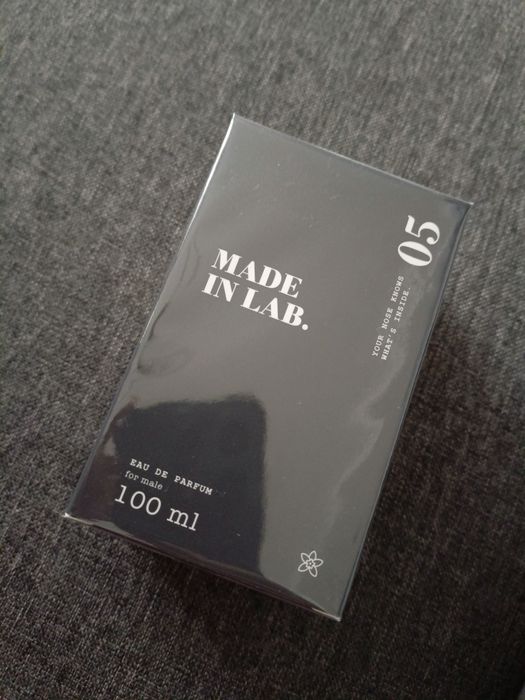 MADE
IN LAB.
05
YOUR NOSE KNOWS
WHAT'S INSIDE.
EAU DE PARFUM
for male
100 ml